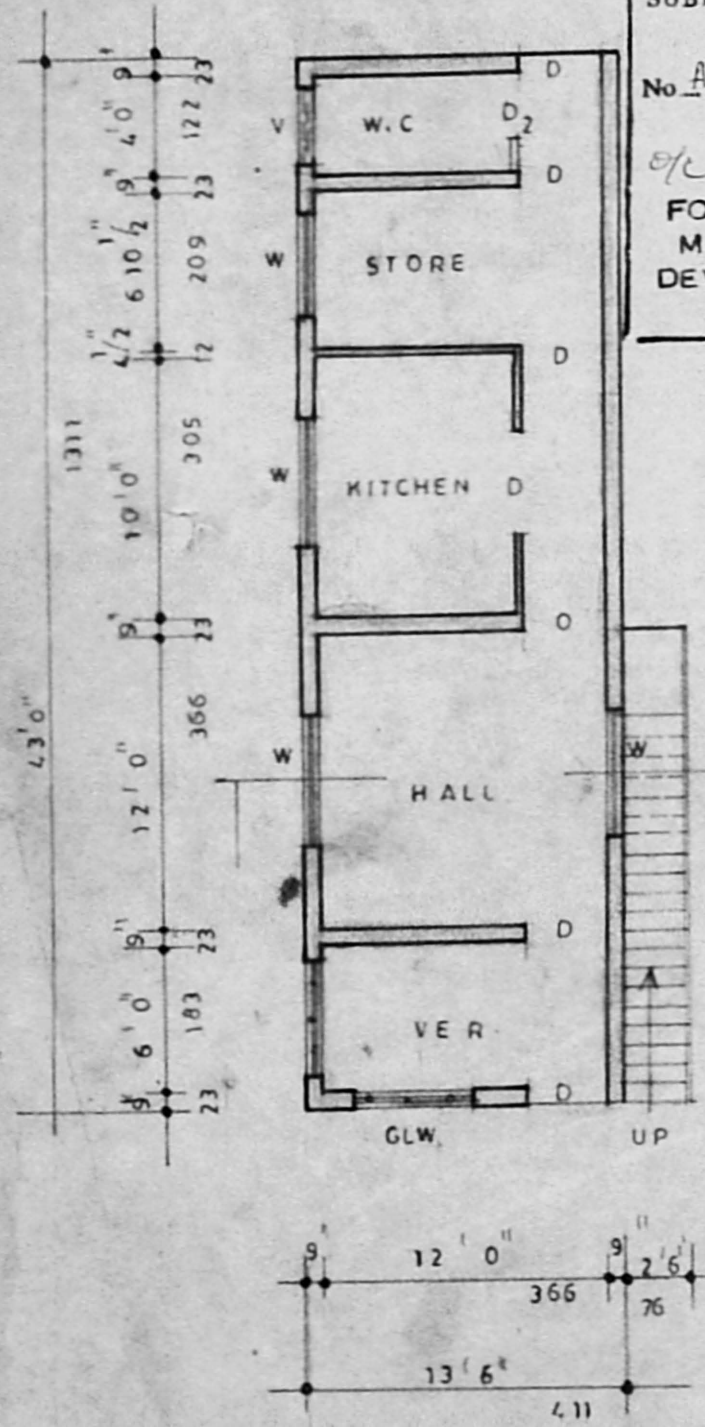 No A
FO
M
DE
9"
23
D
4'0"
122
V
W.C
D2
9"
23
D
6 10 1/2"
209
W
STORE
4 1/2"
12
D
1311
10'0"
305
W
KITCHEN
D
9"
23
O
43'0"
12'0"
366
W
HALL
W
9"
23
D
6'0"
183
VER
A
9"
23
D
GLW.
UP
9"
12'0"
9"
2'6"
366
76
13'6"
411